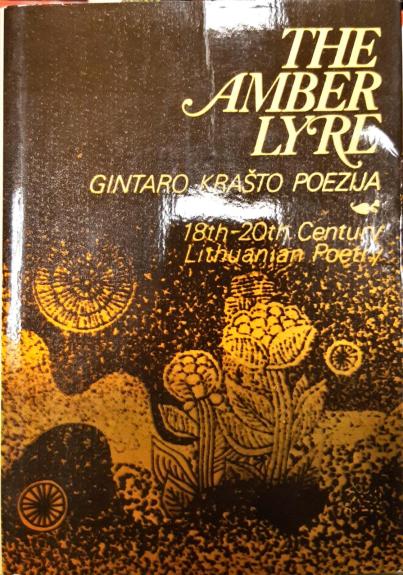 THE
AMBER
LYRE
GINTARO KRAŠTO POEZIJA
18th-20th Century
Lithuanian Poetry